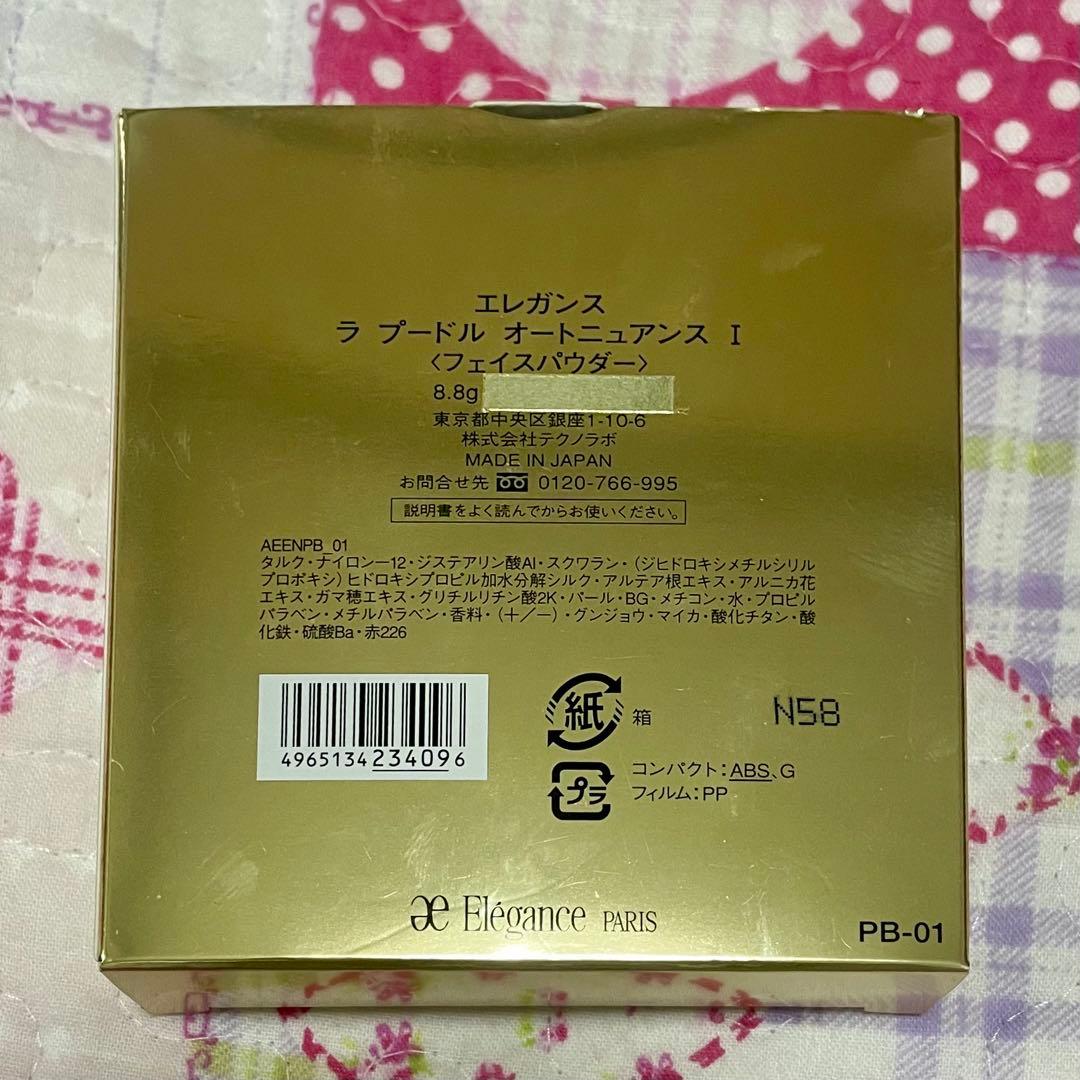 エレガンス
ラ プードル オートニュアンス I
〈フェイスパウダー〉
8.8g
東京都中央区銀座1-10-6
株式会社テクノラボ
MADE IN JAPAN
お問合せ先 0120-766-995
説明書をよく読んでからお使いください。
AEENPB_01
タルク・ナイロン－12・ジステアリン酸Al・スクワラン・（ジヒドロキシメチルシリル
プロポキシ）ヒドロキシプロピル加水分解シルク・アルテア根エキス・アルニカ花
エキス・ガマ穂エキス・グリチルリチン酸2K・パール・BG・メチコン・水・プロピル
パラベン・メチルパラベン・香料・（＋／－）・グンジョウ・マイカ・酸化チタン・酸
化鉄・硫酸Ba・赤226
4965134234096
紙 箱
N58
プラ
コンパクト：ABS、G
フィルム：PP
æ Elégance PARIS
PB-01